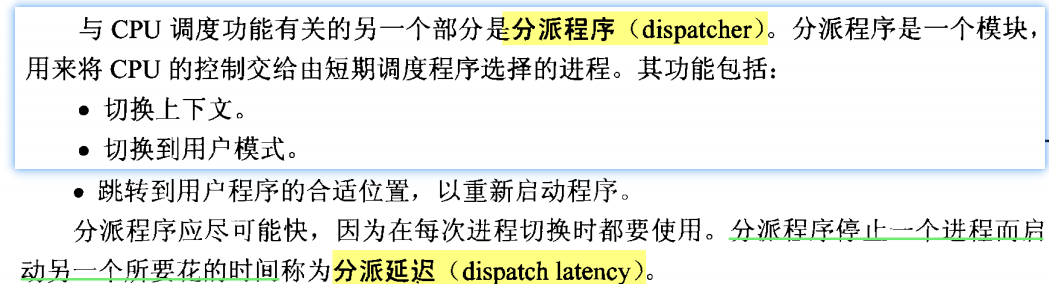 与 CPU 调度功能有关的另一个部分是分派程序（dispatcher）。分派程序是一个模块，
用来将 CPU 的控制交给由短期调度程序选择的进程。其功能包括：
• 切换上下文。
• 切换到用户模式。
• 跳转到用户程序的合适位置，以重新启动程序。
分派程序应尽可能快，因为在每次进程切换时都要使用。分派程序停止一个进程而启
动另一个所要花的时间称为分派延迟（dispatch latency）。